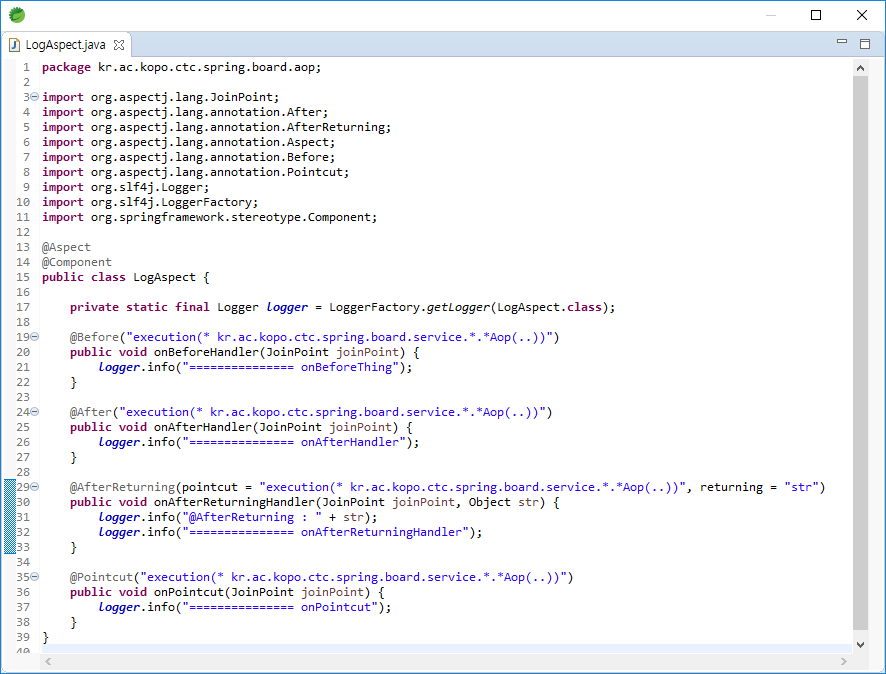 LogAspect.java
1 package kr.ac.kopo.ctc.spring.board.aop;
2
3 import org.aspectj.lang.JoinPoint;
4 import org.aspectj.lang.annotation.After;
5 import org.aspectj.lang.annotation.AfterReturning;
6 import org.aspectj.lang.annotation.Aspect;
7 import org.aspectj.lang.annotation.Before;
8 import org.aspectj.lang.annotation.Pointcut;
9 import org.slf4j.Logger;
10 import org.slf4j.LoggerFactory;
11 import org.springframework.stereotype.Component;
12
13 @Aspect
14 @Component
15 public class LogAspect {
16
17     private static final Logger logger = LoggerFactory.getLogger(LogAspect.class);
18
19     @Before("execution(* kr.ac.kopo.ctc.spring.board.service.*.*Aop(..))")
20     public void onBeforeHandler(JoinPoint joinPoint) {
21         logger.info("=============== onBeforeThing");
22     }
23
24     @After("execution(* kr.ac.kopo.ctc.spring.board.service.*.*Aop(..))")
25     public void onAfterHandler(JoinPoint joinPoint) {
26         logger.info("=============== onAfterHandler");
27     }
28
29     @AfterReturning(pointcut = "execution(* kr.ac.kopo.ctc.spring.board.service.*.*Aop(..))", returning = "str")
30     public void onAfterReturningHandler(JoinPoint joinPoint, Object str) {
31         logger.info("@AfterReturning : " + str);
32         logger.info("=============== onAfterReturningHandler");
33     }
34
35     @Pointcut("execution(* kr.ac.kopo.ctc.spring.board.service.*.*Aop(..))")
36     public void onPointcut(JoinPoint joinPoint) {
37         logger.info("=============== onPointcut");
38     }
39 }
40